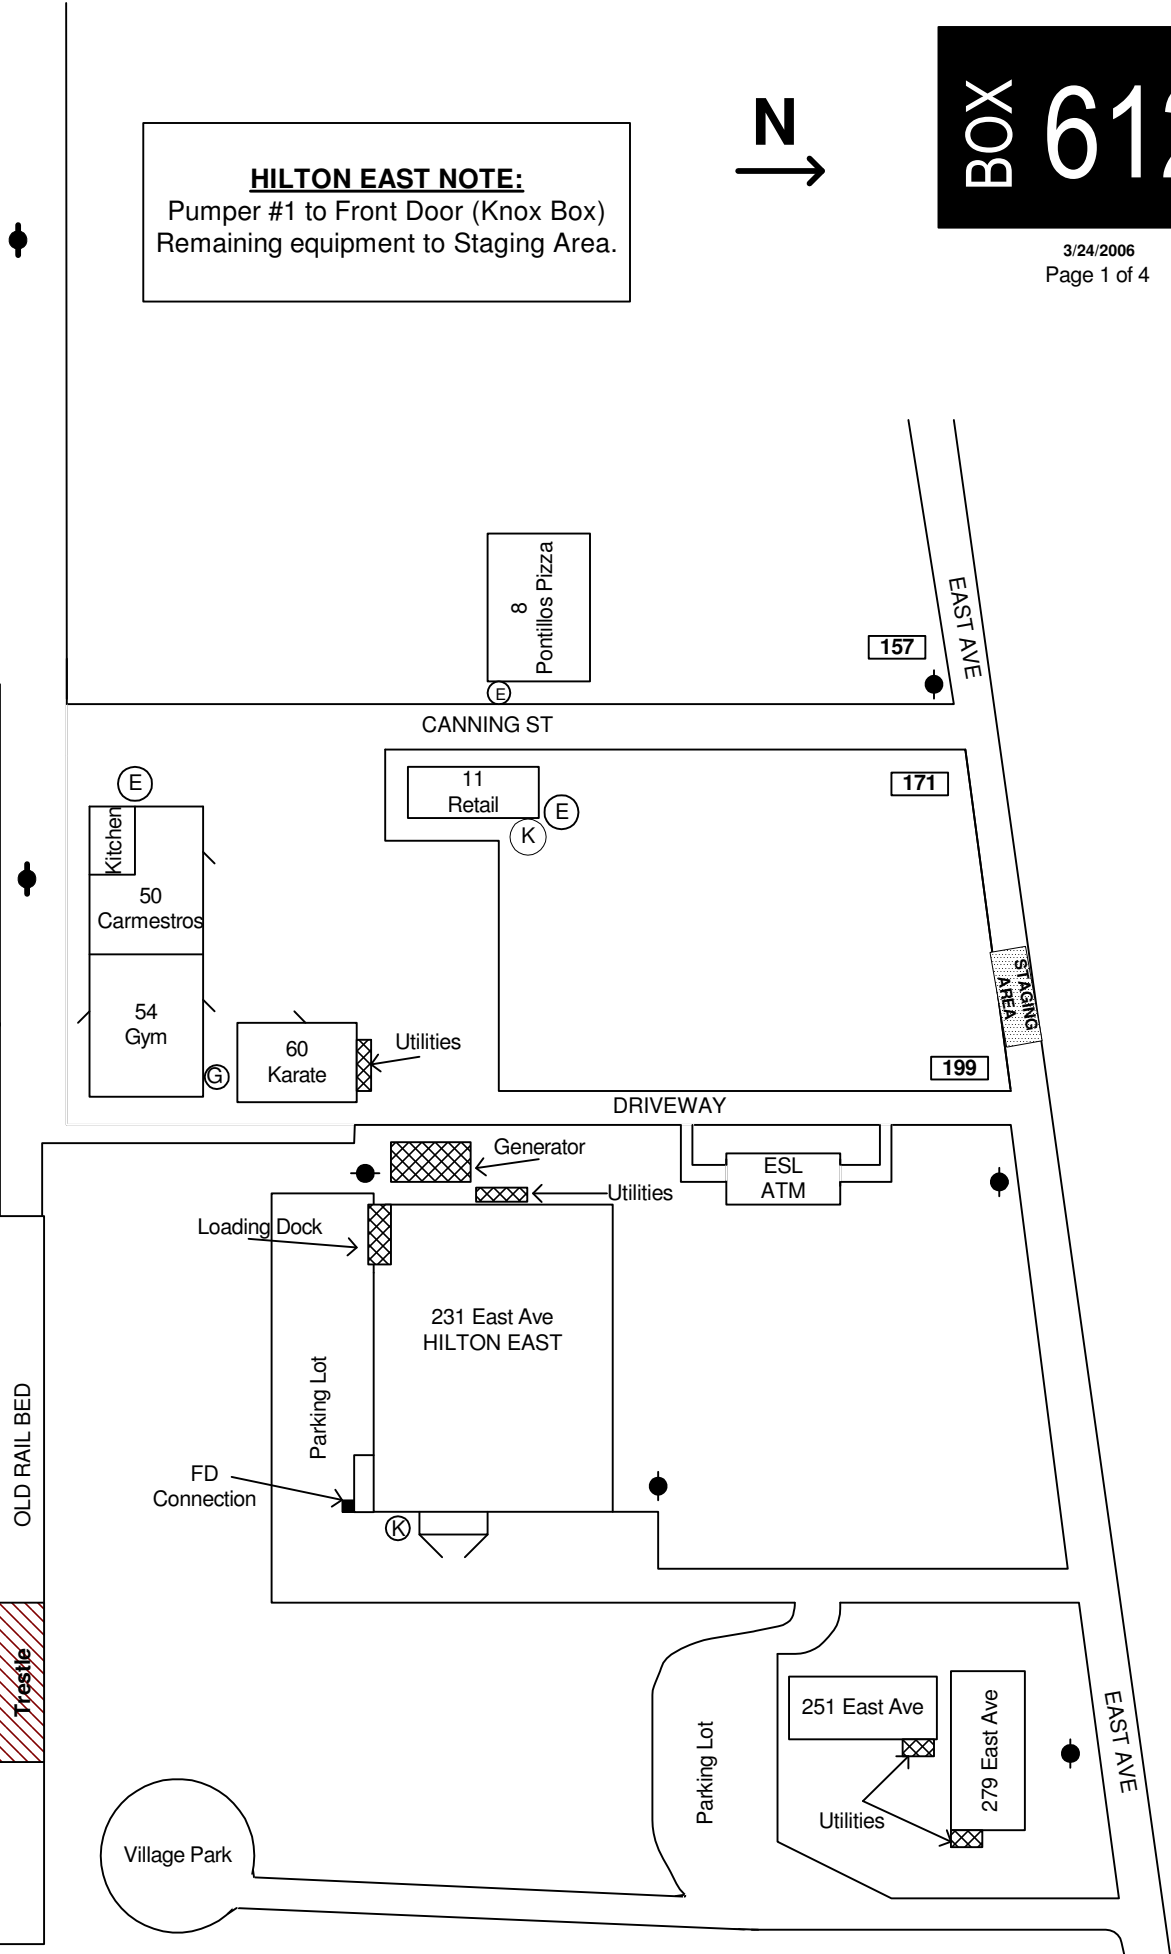 HILTON EAST NOTE:
Pumper #1 to Front Door (Knox Box)
Remaining equipment to Staging Area.
N
BOX 612
3/24/2006
Page 1 of 4
8
Pontillos Pizza
E
EAST AVE
157
CANNING ST
11
Retail
E
K
171
E
Kitchen
50
Carmestros
54
Gym
G
60
Karate
Utilities
STAGING
AREA
199
DRIVEWAY
Generator
Utilities
ESL
ATM
Loading Dock
231 East Ave
HILTON EAST
Parking Lot
FD
Connection
K
OLD RAIL BED
Trestle
251 East Ave
279 East Ave
EAST AVE
Utilities
Parking Lot
Village Park